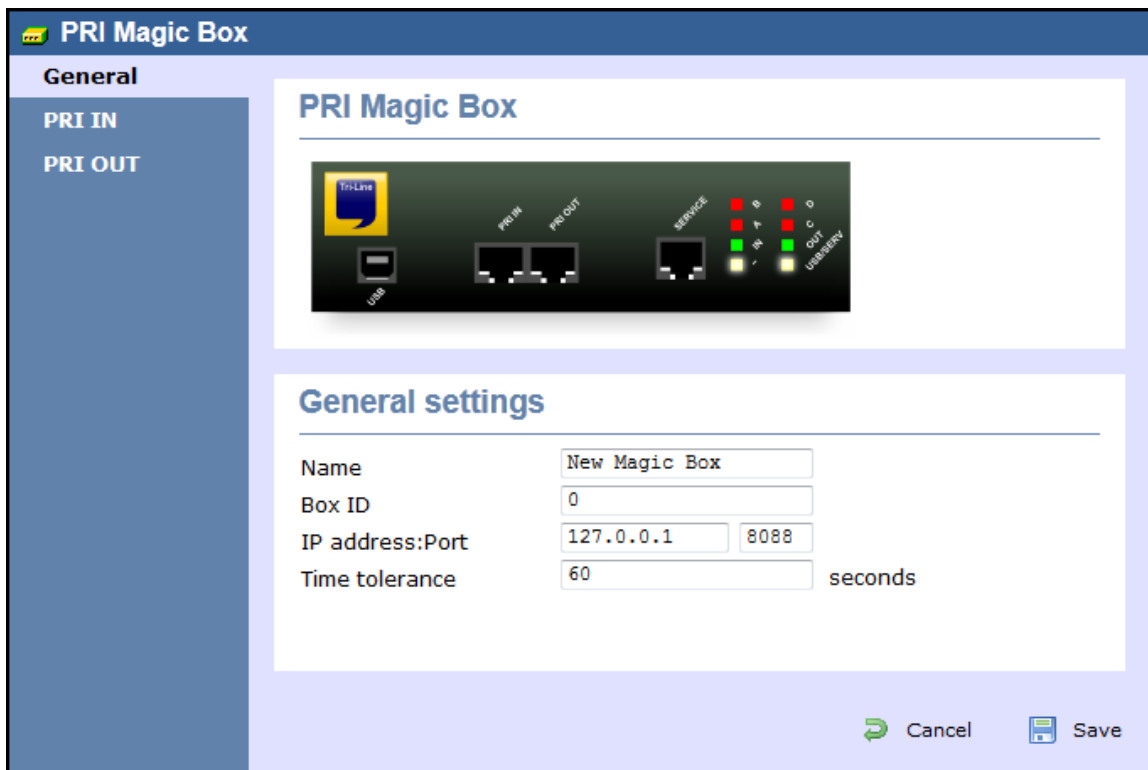 PRI Magic Box
General
PRI IN
PRI OUT
PRI Magic Box
Tri-Line
PRI IN
PRI OUT
SERVICE
USB
B
D
A
C
IN
OUT
-
USB/SERV
General settings
Name
New Magic Box
Box ID
0
IP address:Port
127.0.0.1
8088
Time tolerance
60
seconds
Cancel
Save